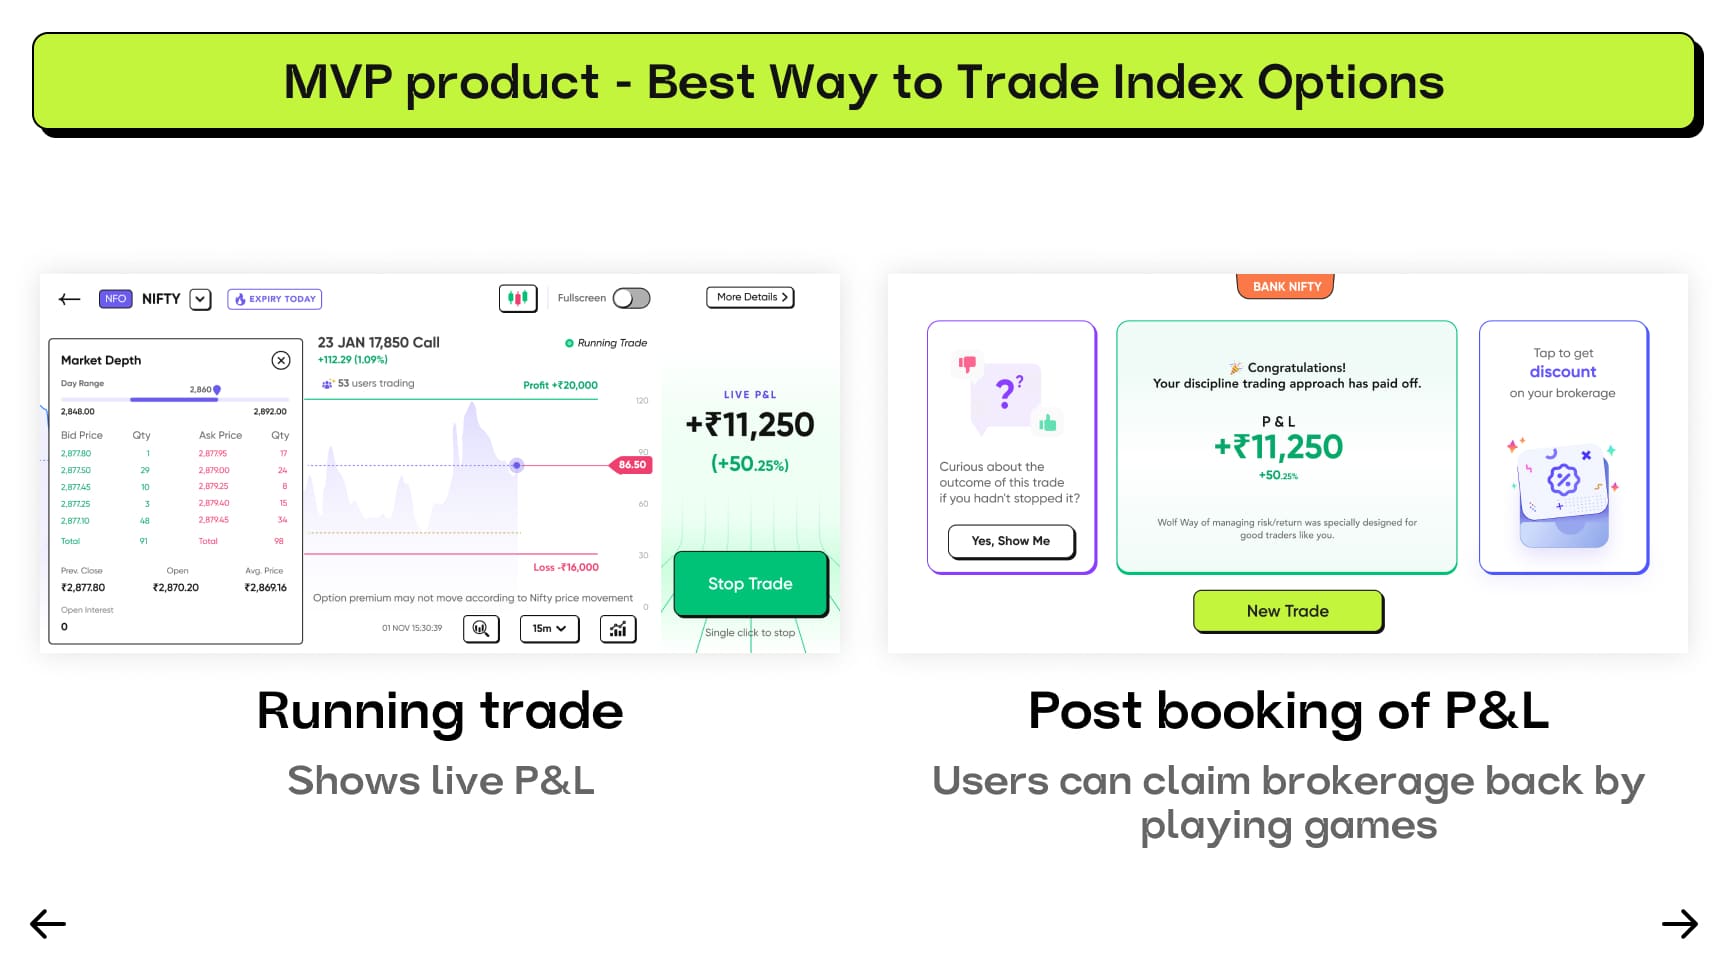 MVP product - Best Way to Trade Index Options
NFO NIFTY EXPIRY TODAY Fullscreen More Details
Market Depth
Day Range
2,860
2,848.00 2,892.00
Bid Price Qty Ask Price Qty
2,877.80 1 2,877.95 17
2,877.50 29 2,879.00 24
2,877.45 10 2,879.25 8
2,877.25 3 2,879.40 15
2,877.10 48 2,879.45 34
Total 91 Total 98
Prev. Close Open Avg. Price
₹2,877.80 ₹2,870.20 ₹2,869.16
Open Interest
0
23 JAN 17,850 Call Running Trade
+112.29 (1.09%)
53 users trading Profit +₹20,000
120
90
86.50
60
30
Loss -₹16,000
Option premium may not move according to Nifty price movement
0
01 NOV 15:30:39 15m
LIVE P&L
+₹11,250
(+50.25%)
Stop Trade
Single click to stop
Running trade
Shows live P&L
BANK NIFTY
Curious about the
outcome of this trade
if you hadn't stopped it?
Yes, Show Me
Congratulations!
Your discipline trading approach has paid off.
P & L
+₹11,250
+50.25%
Wolf Way of managing risk/return was specially designed for
good traders like you.
Tap to get
discount
on your brokerage
New Trade
Post booking of P&L
Users can claim brokerage back by
playing games